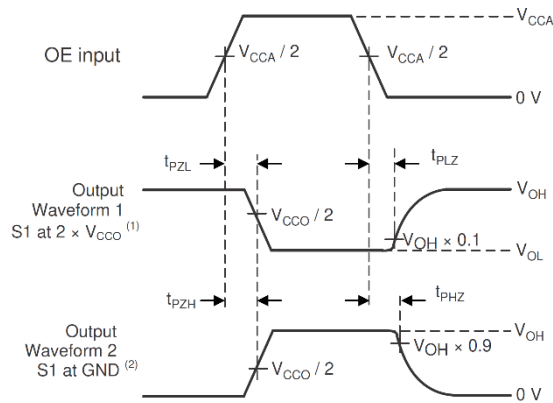 V_CCA
OE input
V_CCA / 2
V_CCA / 2
0 V
t_PZL
t_PLZ
Output
Waveform 1
S1 at 2 × V_CCO (1)
V_OH
V_CCO / 2
V_OH × 0.1
V_OL
t_PZH
t_PHZ
Output
Waveform 2
S1 at GND (2)
V_OH
V_OH × 0.9
V_CCO / 2
0 V